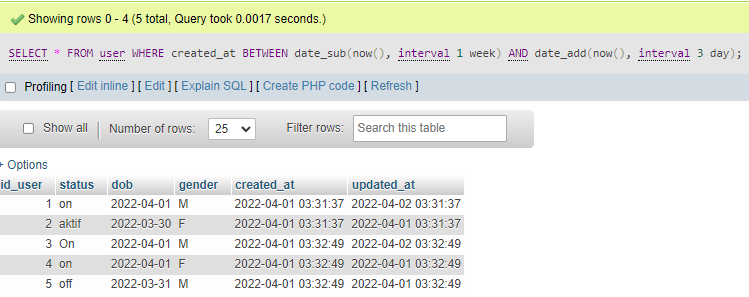 Showing rows 0 - 4 (5 total, Query took 0.0017 seconds.)
SELECT * FROM user WHERE created_at BETWEEN date_sub(now(), interval 1 week) AND date_add(now(), interval 3 day);
Profiling [ Edit inline ] [ Edit ] [ Explain SQL ] [ Create PHP code ] [ Refresh ]
Show all Number of rows: 25 Filter rows: Search this table
+ Options
id_user status dob gender created_at updated_at
1 on 2022-04-01 M 2022-04-01 03:31:37 2022-04-02 03:31:37
2 aktif 2022-03-30 F 2022-04-01 03:31:37 2022-04-01 03:31:37
3 On 2022-04-01 M 2022-04-01 03:32:49 2022-04-02 03:32:49
4 on 2022-04-01 F 2022-04-01 03:32:49 2022-04-01 03:32:49
5 off 2022-03-31 M 2022-04-01 03:32:49 2022-04-01 03:32:49